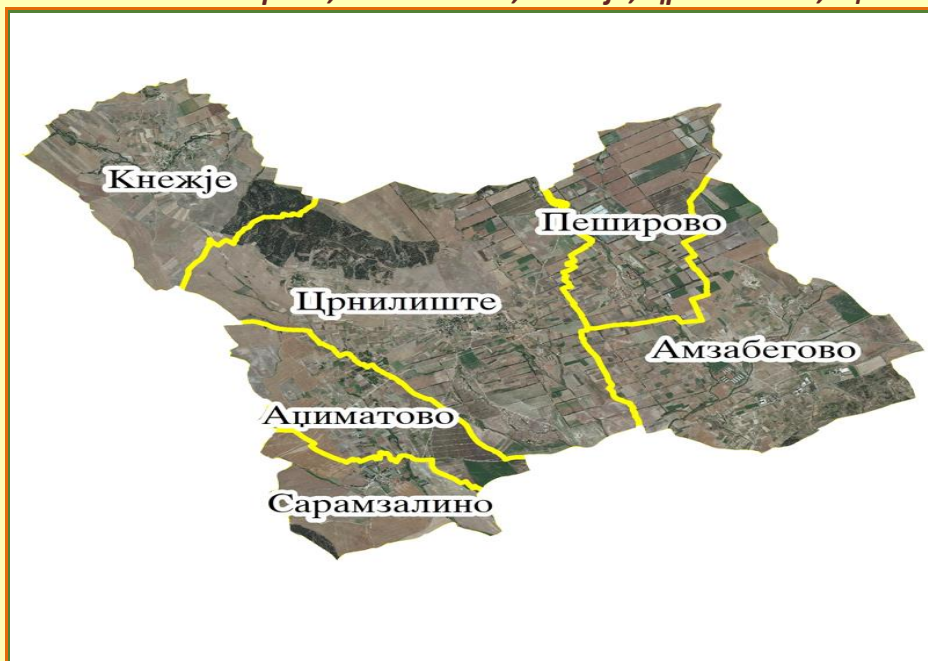 Кнежје
Пеширово
Црнилиште
Амзабегово
Аџиматово
Сарамзалино